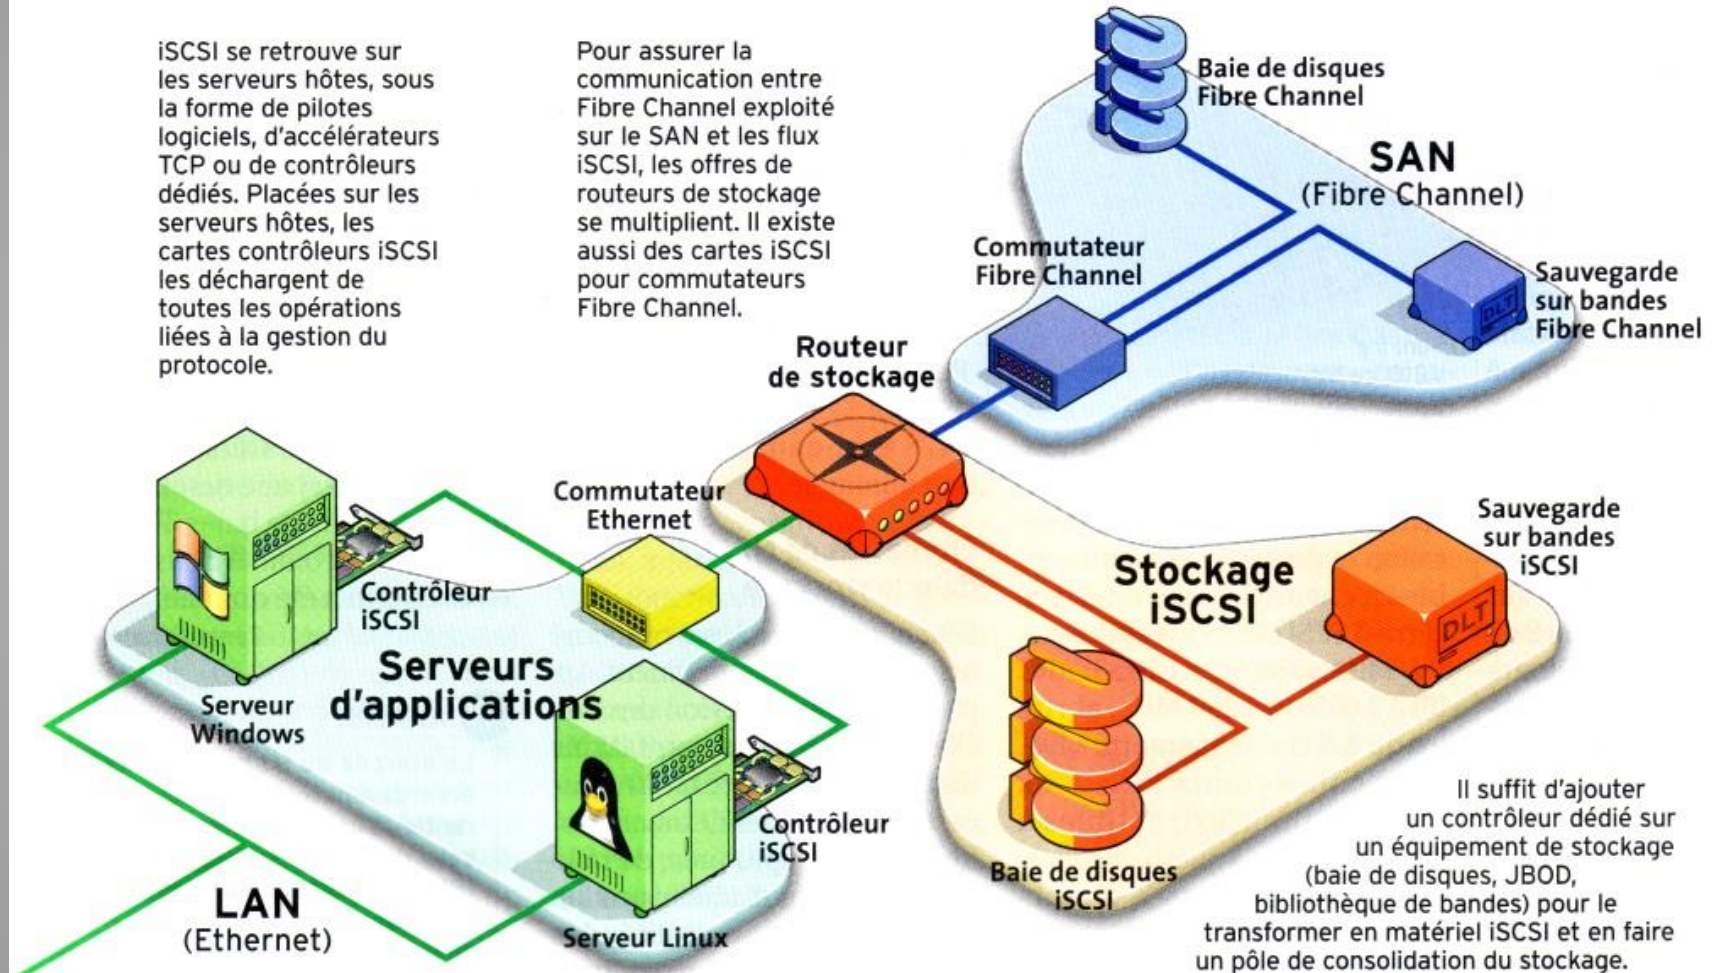 iSCSI se retrouve sur
les serveurs hôtes, sous
la forme de pilotes
logiciels, d'accélérateurs
TCP ou de contrôleurs
dédiés. Placées sur les
serveurs hôtes, les
cartes contrôleurs iSCSI
les déchargent de
toutes les opérations
liées à la gestion du
protocole.
Pour assurer la
communication entre
Fibre Channel exploité
sur le SAN et les flux
iSCSI, les offres de
routeurs de stockage
se multiplient. Il existe
aussi des cartes iSCSI
pour commutateurs
Fibre Channel.
Baie de disques
Fibre Channel
SAN
(Fibre Channel)
Commutateur
Fibre Channel
Sauvegarde
sur bandes
Fibre Channel
DLT
Routeur
de stockage
Commutateur
Ethernet
Contrôleur
iSCSI
Serveurs
d'applications
Serveur
Windows
Stockage
iSCSI
Sauvegarde
sur bandes
iSCSI
DLT
Contrôleur
iSCSI
Baie de disques
iSCSI
LAN
(Ethernet)
Serveur Linux
Il suffit d'ajouter
un contrôleur dédié sur
un équipement de stockage
(baie de disques, JBOD,
bibliothèque de bandes) pour le
transformer en matériel iSCSI et en faire
un pôle de consolidation du stockage.